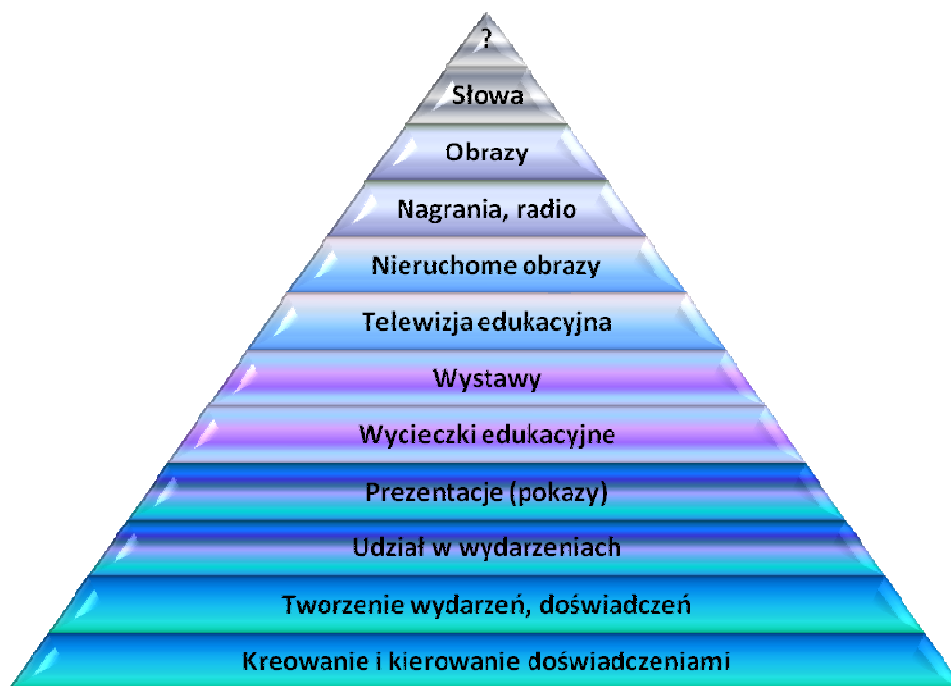 ?
Słowa
Obrazy
Nagrania, radio
Nieruchome obrazy
Telewizja edukacyjna
Wystawy
Wycieczki edukacyjne
Prezentacje (pokazy)
Udział w wydarzeniach
Tworzenie wydarzeń, doświadczeń
Kreowanie i kierowanie doświadczeniami